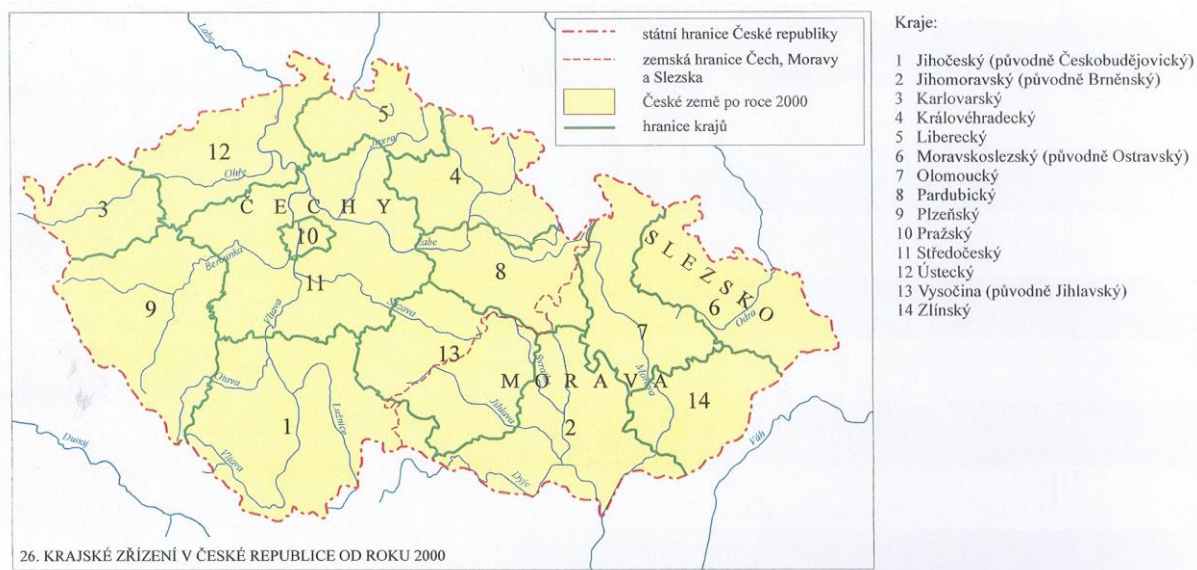 státní hranice České republiky
zemská hranice Čech, Moravy
a Slezska
České země po roce 2000
hranice krajů
Kraje:
1 Jihočeský (původně Českobudějovický)
2 Jihomoravský (původně Brněnský)
3 Karlovarský
4 Královéhradecký
5 Liberecký
6 Moravskoslezský (původně Ostravský)
7 Olomoucký
8 Pardubický
9 Plzeňský
10 Pražský
11 Středočeský
12 Ústecký
13 Vysočina (původně Jihlavský)
14 Zlínský
Labe
5
Jizera
12
Ohře
4
3
ČECHY
10
Labe
SLEZSKO
Berounka
8
11
6
Odra
9
Vltava
Sázava
7
13
Svratka
MORAVA
Morava
Otava
14
Jihlava
Lužnice
1
2
Dunaj
Váh
Vltava
Dyje
26. KRAJSKÉ ZŘÍZENÍ V ČESKÉ REPUBLICE OD ROKU 2000